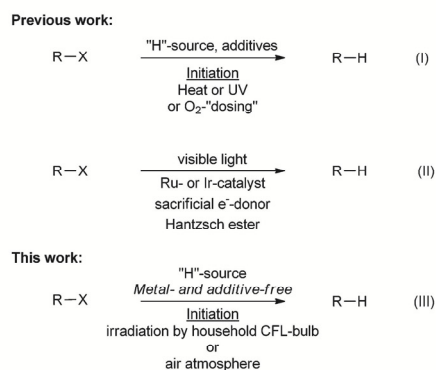 Previous work:
"H"-source, additives
R–X
R–H
(I)
Initiation
Heat or UV
or O₂-"dosing"
visible light
R–X
R–H
(II)
Ru- or Ir-catalyst
sacrificial e⁻-donor
Hantzsch ester
This work:
"H"-source
Metal- and additive-free
R–X
R–H
(III)
Initiation
irradiation by household CFL-bulb
or
air atmosphere